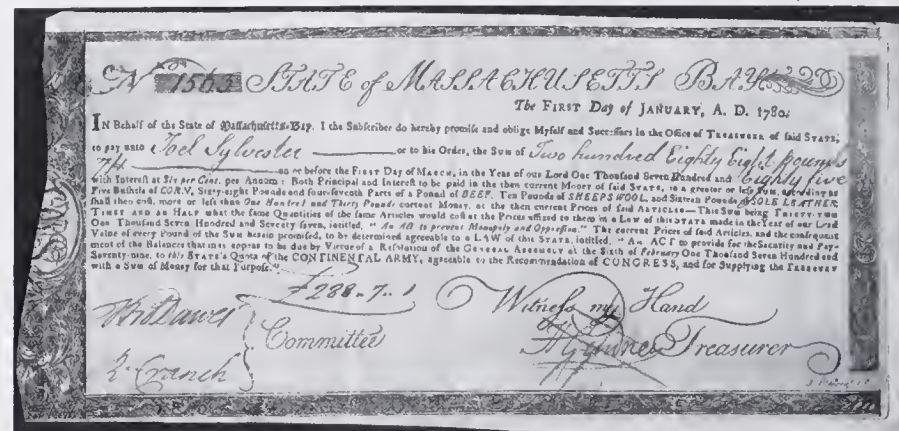 No 1563 STATE of MASSACHUSETTS BAY
The FIRST Day of JANUARY, A. D. 1780.
IN Behalf of the State of Massachusetts-Bay, I the Subscriber do hereby promise and oblige Myself and Successors in the Office of TREASURER of said STATE,
to pay unto Joel Sylvester or to his Order, the Sum of Two hundred Eighty Eight pounds
7/1 on or before the FIRST Day of MARCH, in the Year of our Lord One Thousand Seven Hundred and Eighty five
with Interest at Six per Cent. per Annum: Both Principal and Interest to be paid in the then current Money of said STATE, in a greater or less SUM, according as
Five Bushels of CORN, Sixty-eight Pounds and four-seventh Parts of a Pound of BEEF, Ten Pounds of SHEEPS WOOL, and Sixteen Pounds of SOLE LEATHER
shall then cost, more or less than One Hundred and Thirty Pounds current Money, at the then current Prices of said ARTICLES—This SUM being THIRTY-TWO
TIMES AND AN HALF what the same Quantities of the same Articles would cost at the Prices affixed to them in a Law of this STATE made in the Year of our Lord
One Thousand Seven Hundred and Seventy seven, intitled, "An ACT to prevent Monopoly and Oppression." The current Prices of said Articles, and the consequent
Value of every Pound of the Sum herein promised, to be determined agreeable to a LAW of this STATE, intitled, "An ACT to provide for the Security and Pay-
ment of the Balances that may appear to be due by Virtue of a Resolution of the GENERAL ASSEMBLY of the Sixth of February One Thousand Seven Hundred and
Seventy-nine, to this STATE's Quota of the CONTINENTAL ARMY, agreeable to the Recommendation of CONGRESS, and for Supplying the TREASURY
with a Sum of Money for that Purpose."
£288..7..1 Witness my Hand
Committee
R. Cranch
H Gardner Treasurer